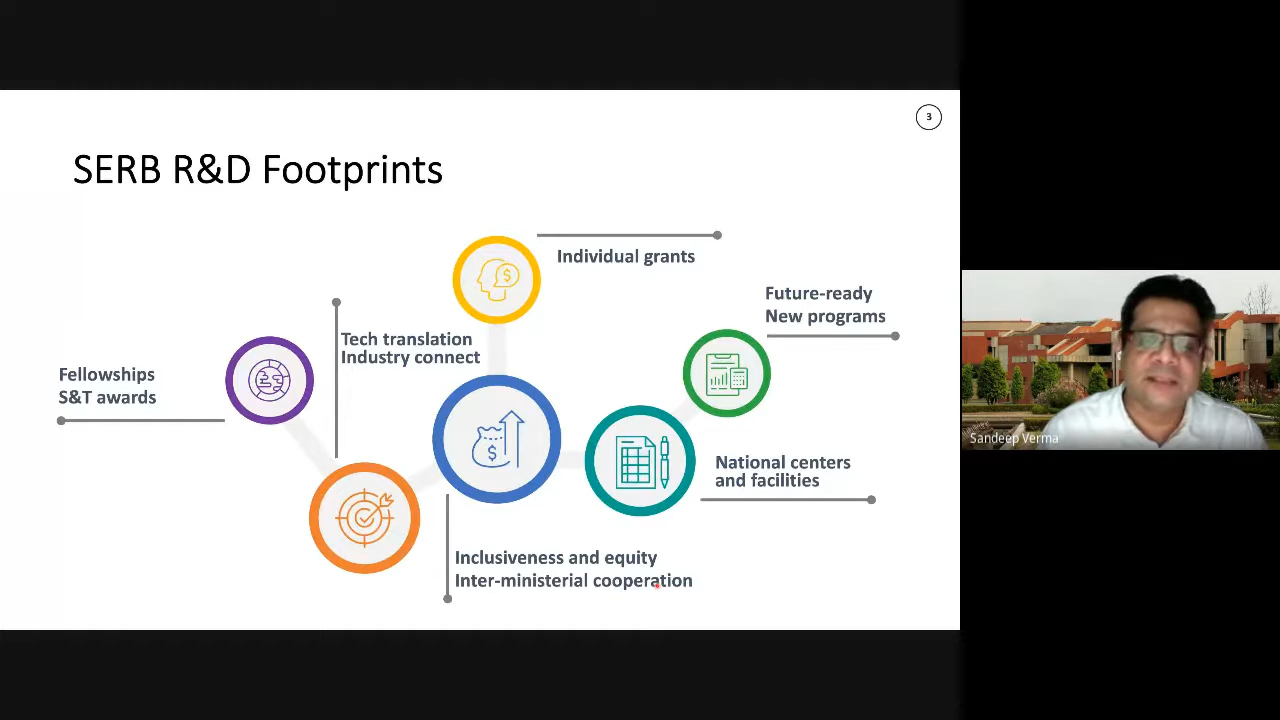 3
SERB R&D Footprints
Individual grants
Future-ready
New programs
Tech translation
Industry connect
Fellowships
S&T awards
National centers
and facilities
Inclusiveness and equity
Inter-ministerial cooperation
Sandeep Verma